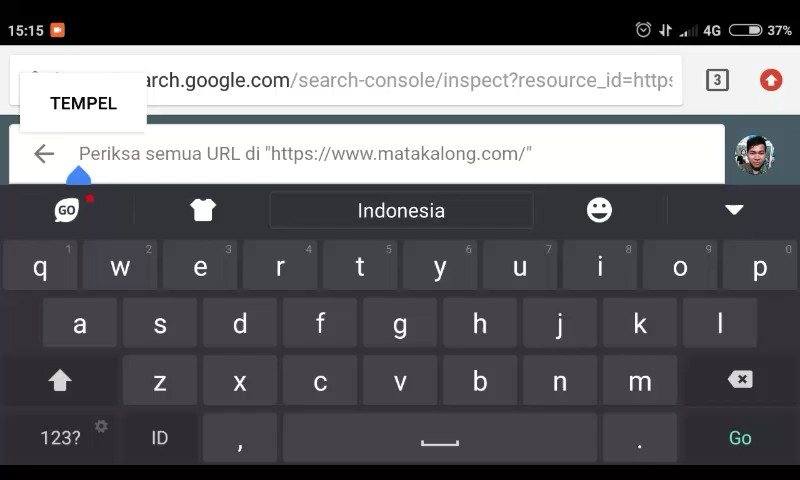 15:15 4G 37%
arch.google.com/search-console/inspect?resource_id=https 3
TEMPEL
Periksa semua URL di "https://www.matakalong.com/"
GO Indonesia
1 2 3 4 5 6 7 8 9 0
q w e r t y u i o p
a s d f g h j k l
z x c v b n m
123? ID , . Go